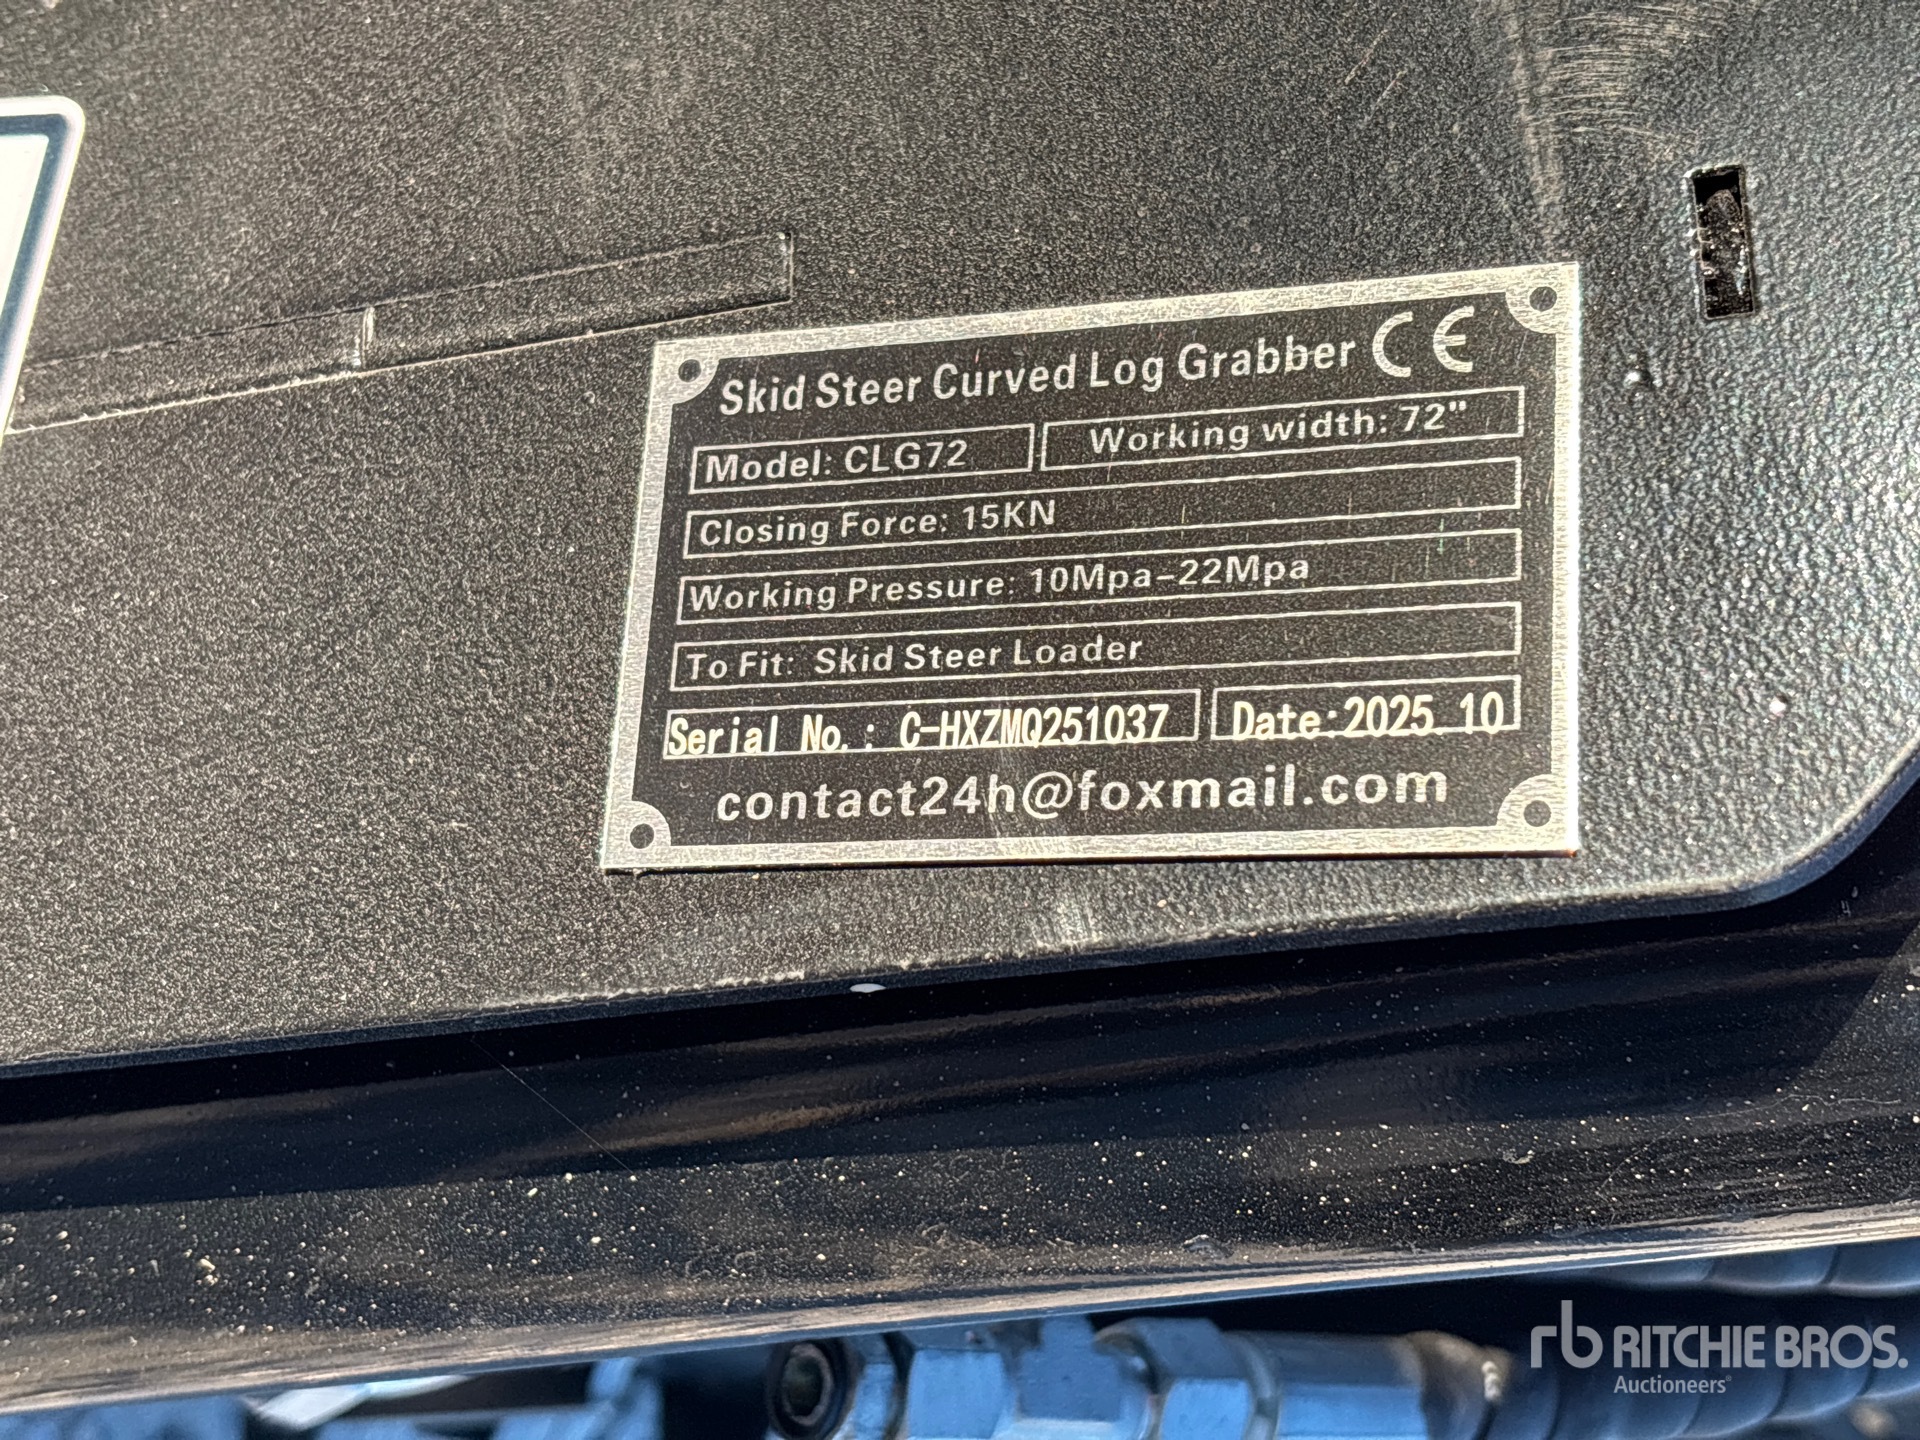 Skid Steer Curved Log Grabber CE
Model: CLG72 Working width: 72"
Closing Force: 15KN
Working Pressure: 10Mpa-22Mpa
To Fit: Skid Steer Loader
Serial No.: C-HXZMQ251037 Date:2025.10
contact24h@foxmail.com
rb RITCHIE BROS.
Auctioneers